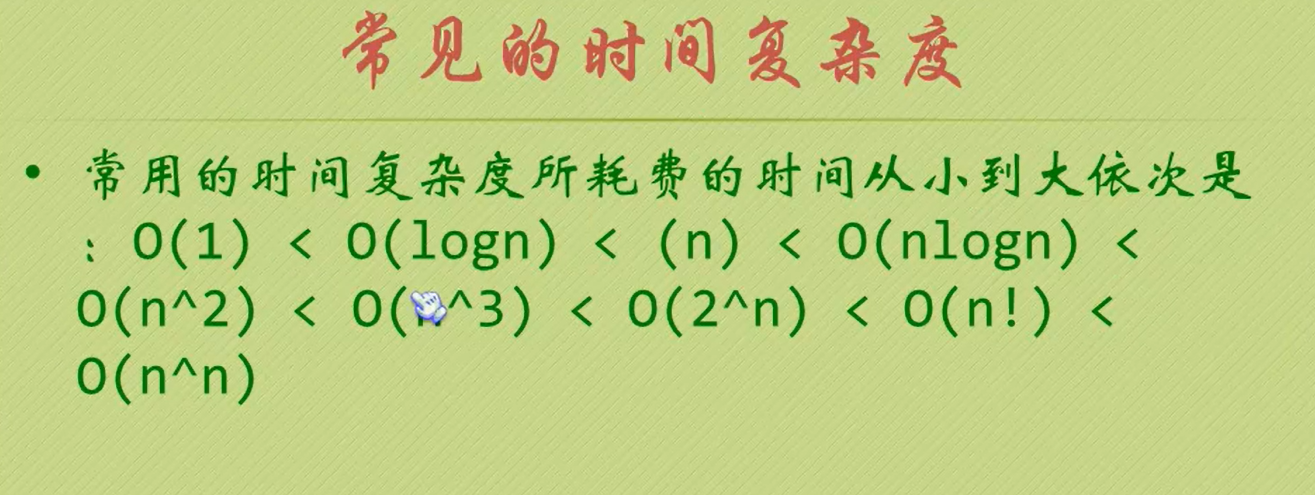 常见的时间复杂度
• 常用的时间复杂度所耗费的时间从小到大依次是
：O(1) < O(logn) < (n) < O(nlogn) <
O(n^2) < O(n^3) < O(2^n) < O(n!) <
O(n^n)